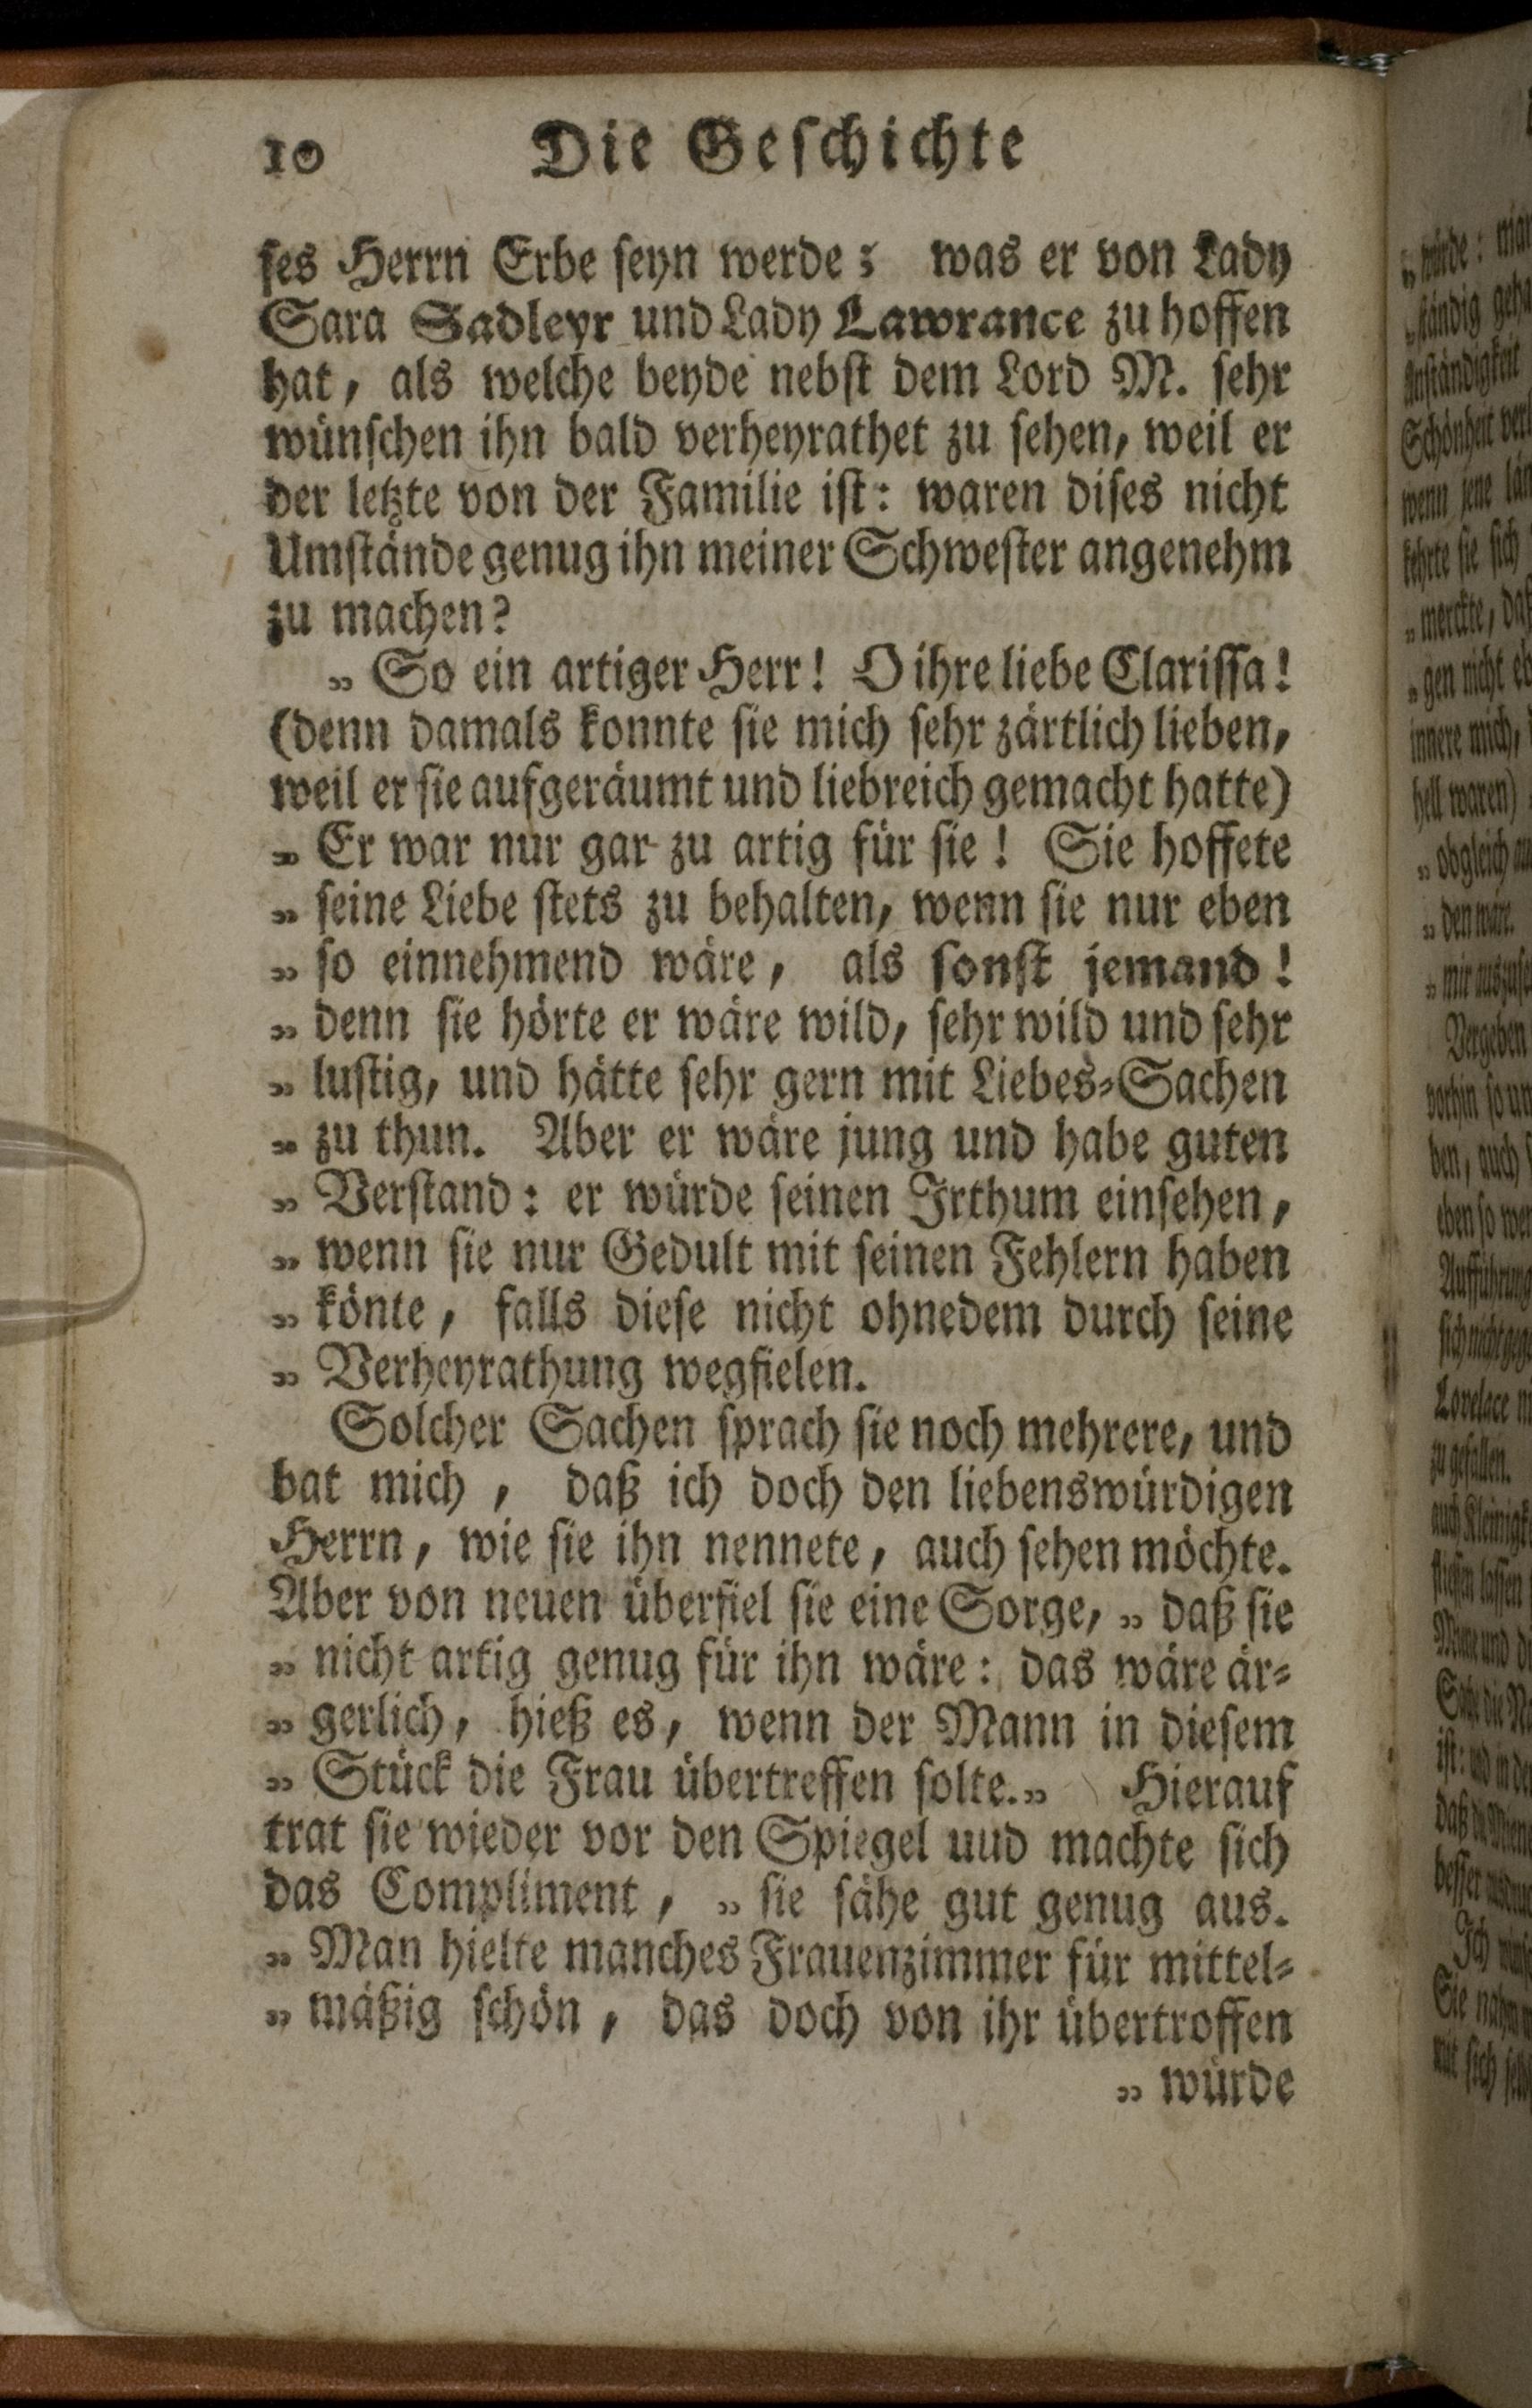 10 Die Geschichte
ses Herrn Erbe seyn werde; was er von Lady
Sara Sadleyr und Lady Lawrance zu hoffen
hat, als welche beyde nebst dem Lord M. sehr
wünschen ihn bald verheyrathet zu sehen, weil er
der letzte von der Familie ist: waren dises nicht
Umstände genug ihn meiner Schwester angenehm
zu machen?
„ So ein artiger Herr! O ihre liebe Clarissa!
(denn damals konnte sie mich sehr zärtlich lieben,
weil er sie aufgeräumt und liebreich gemacht hatte)
„ Er war nur gar zu artig für sie! Sie hoffete
„ seine Liebe stets zu behalten, wenn sie nur eben
„ so einnehmend wäre, als sonst jemand!
„ denn sie hörte er wäre wild, sehr wild und sehr
„ lustig, und hätte sehr gern mit Liebes-Sachen
„ zu thun. Aber er wäre jung und habe guten
„ Verstand: er würde seinen Irthum einsehen,
„ wenn sie nur Gedult mit seinen Fehlern haben
„ könte, falls diese nicht ohnedem durch seine
„ Verheyrathung wegfielen.
Solcher Sachen sprach sie noch mehrere, und
bat mich, daß ich doch den liebenswürdigen
Herrn, wie sie ihn nennete, auch sehen möchte.
Aber von neuen überfiel sie eine Sorge, „ daß sie
„ nicht artig genug für ihn wäre: das wäre är-
„ gerlich, hieß es, wenn der Mann in diesem
„ Stück die Frau übertreffen solte.„ Hierauf
trat sie wieder vor den Spiegel uud machte sich
das Compliment, „ sie sähe gut genug aus.
„ Man hielte manches Frauenzimmer für mittel-
„ mäßig schön, das doch von ihr übertroffen
„ würde